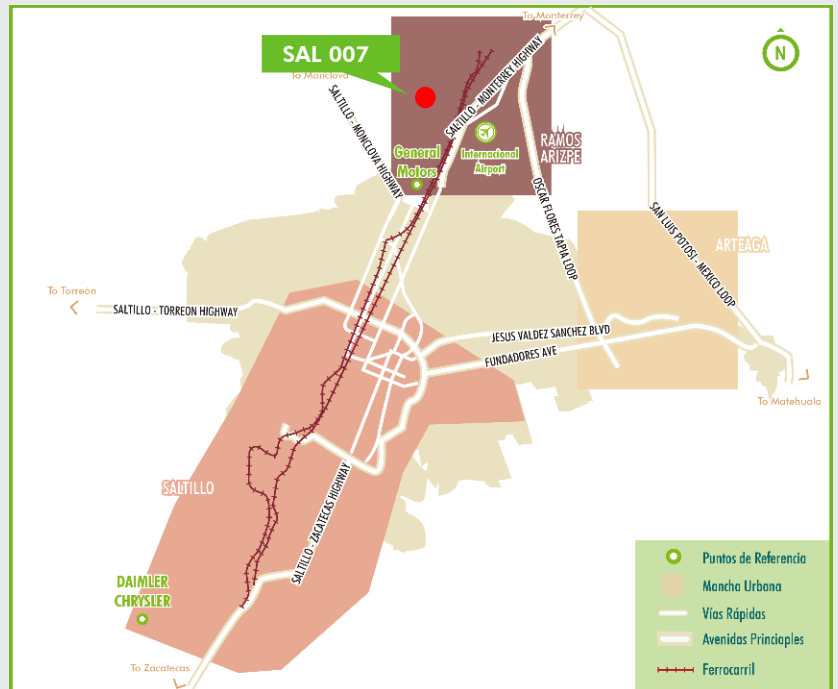 To Monterrey
SAL 007
To Monclova
N
SALTILLO - MONCLOVA HIGHWAY
SALTILLO - MONTERREY HIGHWAY
General
Motors
Internacional
Airport
RAMOS
ARIZPE
OSCAR FLORES TAPIA LOOP
SAN LUIS POTOSI - MEXICO LOOP
ARTEAGA
To Torreon
SALTILLO - TORREON HIGHWAY
JESUS VALDEZ SANCHEZ BLVD
FUNDADORES AVE
To Matehuala
SALTILLO
SALTILLO - ZACATECAS HIGHWAY
DAIMLER
CHRYSLER
To Zacatecas
Puntos de Referencia
Mancha Urbana
Vías Rápidas
Avenidas Princiaples
Ferrocarril